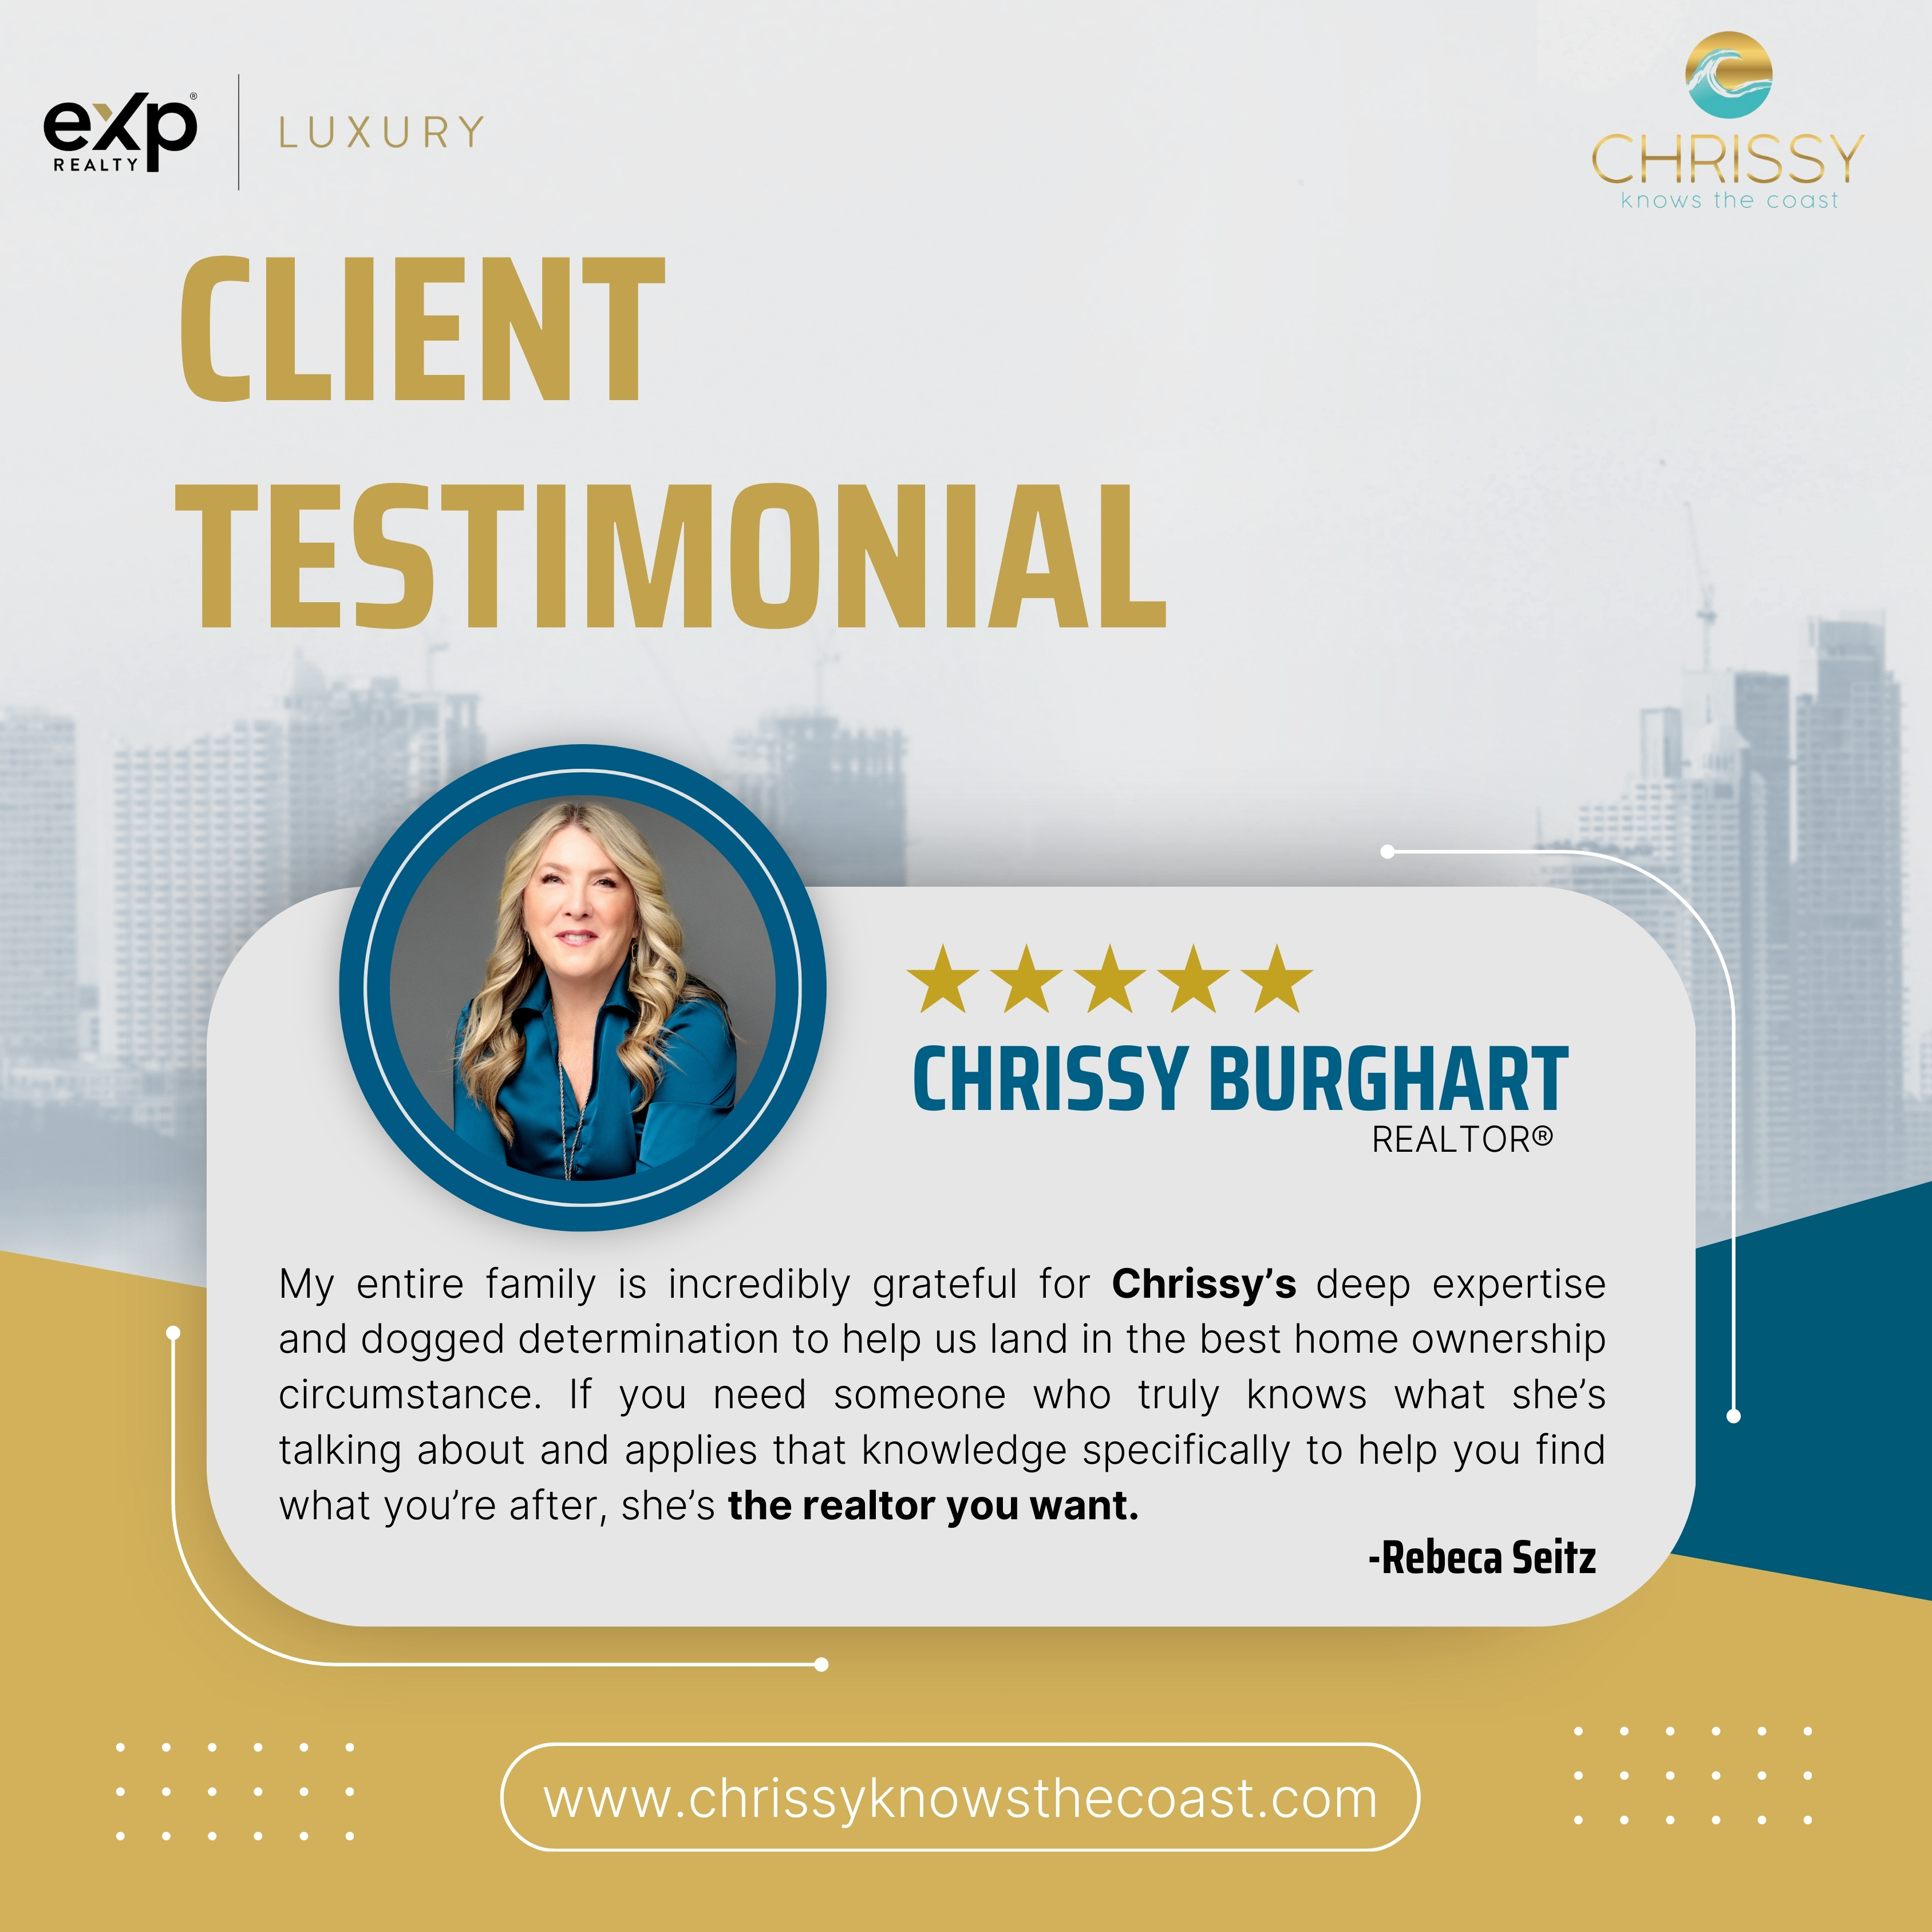 eXp®
REALTY
LUXURY
CHRISSY
knows the coast
CLIENT
TESTIMONIAL
CHRISSY BURGHART
REALTOR®
My entire family is incredibly grateful for Chrissy’s deep expertise
and dogged determination to help us land in the best home ownership
circumstance. If you need someone who truly knows what she’s
talking about and applies that knowledge specifically to help you find
what you’re after, she’s the realtor you want.
-Rebeca Seitz
www.chrissyknowsthecoast.com